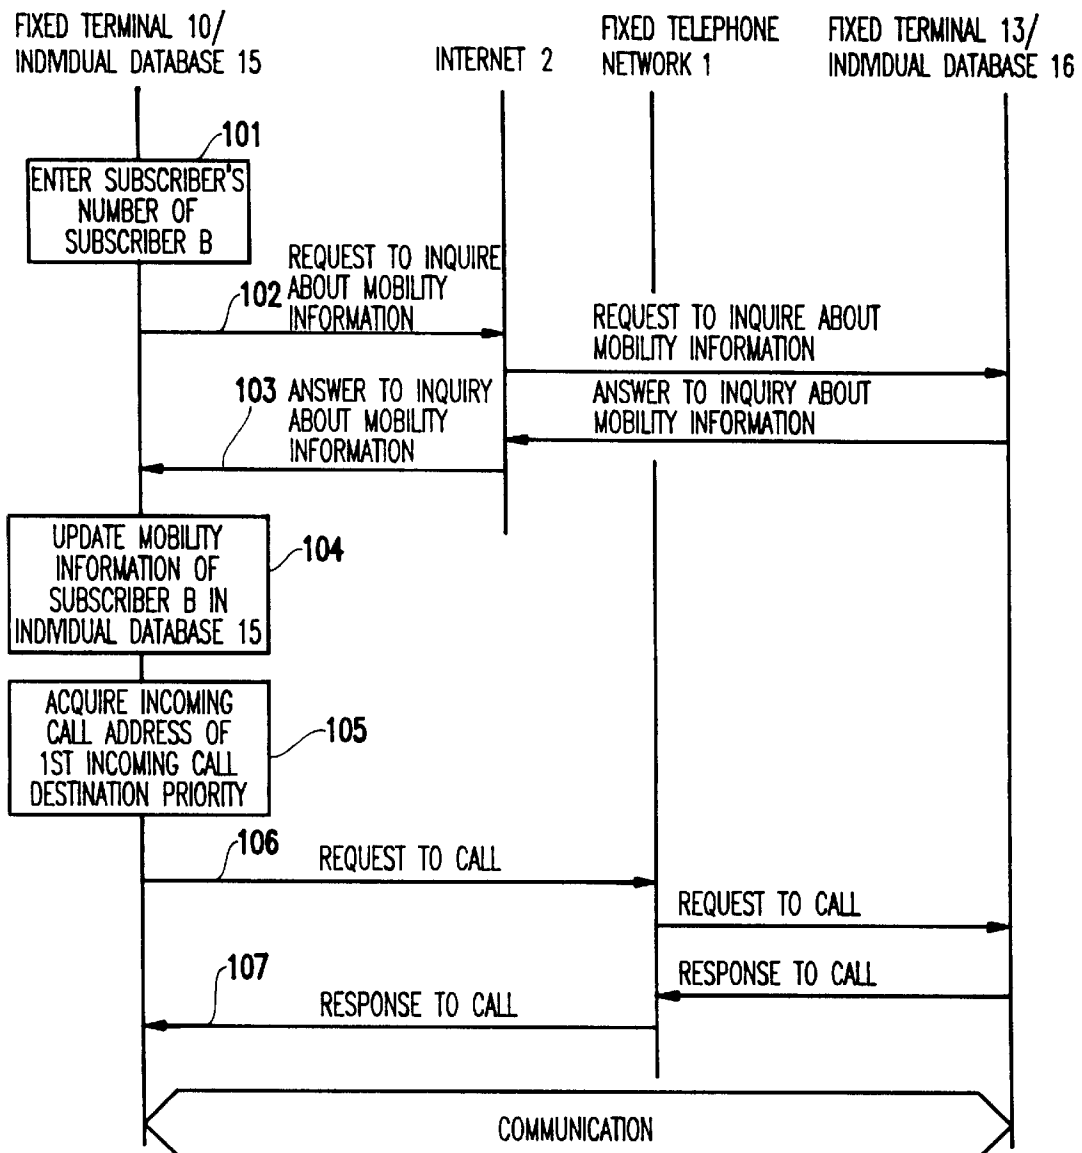 FIXED TERMINAL 10/
INDIVIDUAL DATABASE 15
INTERNET 2
FIXED TELEPHONE
NETWORK 1
FIXED TERMINAL 13/
INDIVIDUAL DATABASE 16
101
ENTER SUBSCRIBER'S
NUMBER OF
SUBSCRIBER B
102
REQUEST TO INQUIRE
ABOUT MOBILITY
INFORMATION
REQUEST TO INQUIRE ABOUT
MOBILITY INFORMATION
103
ANSWER TO INQUIRY
ABOUT MOBILITY
INFORMATION
ANSWER TO INQUIRY ABOUT
MOBILITY INFORMATION
UPDATE MOBILITY
INFORMATION OF
SUBSCRIBER B IN
INDIVIDUAL DATABASE 15
104
ACQUIRE INCOMING
CALL ADDRESS OF
1ST INCOMING CALL
DESTINATION PRIORITY
105
106
REQUEST TO CALL
REQUEST TO CALL
RESPONSE TO CALL
107
RESPONSE TO CALL
COMMUNICATION